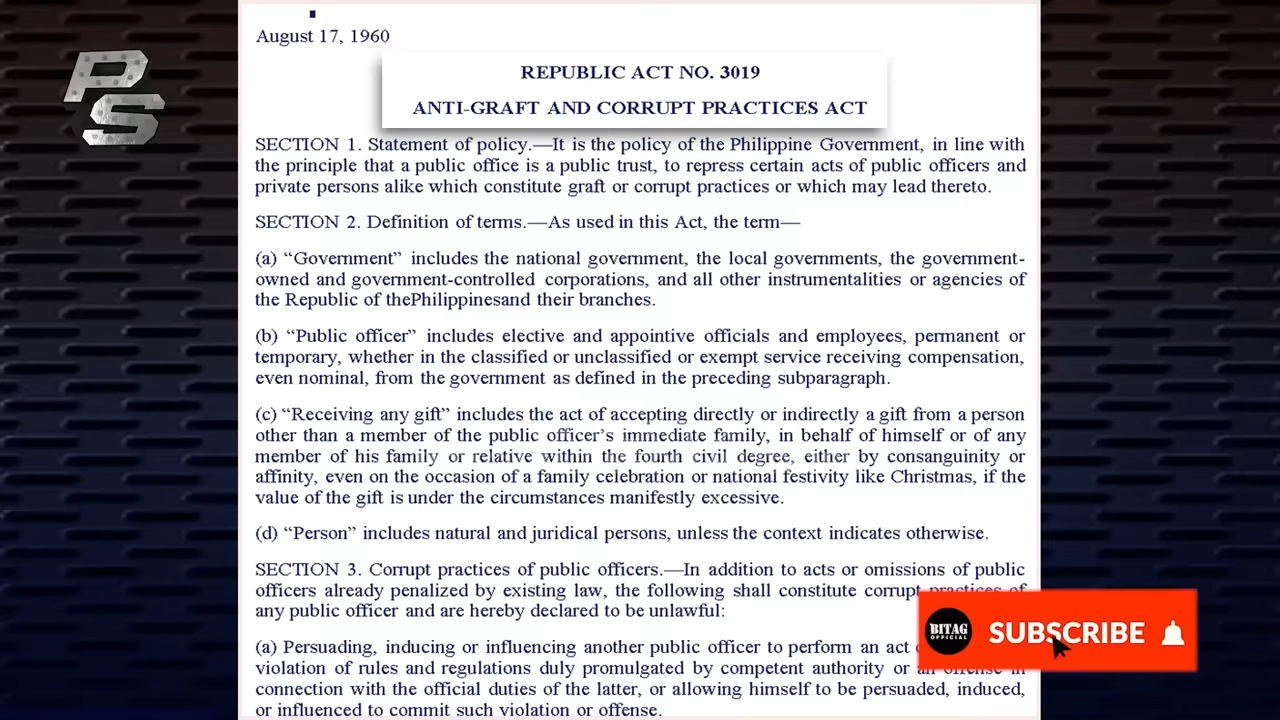 PS
August 17, 1960
REPUBLIC ACT NO. 3019
ANTI-GRAFT AND CORRUPT PRACTICES ACT
SECTION 1. Statement of policy.—It is the policy of the Philippine Government, in line with
the principle that a public office is a public trust, to repress certain acts of public officers and
private persons alike which constitute graft or corrupt practices or which may lead thereto.
SECTION 2. Definition of terms.—As used in this Act, the term—
(a) “Government” includes the national government, the local governments, the government-
owned and government-controlled corporations, and all other instrumentalities or agencies of
the Republic of thePhilippinesand their branches.
(b) “Public officer” includes elective and appointive officials and employees, permanent or
temporary, whether in the classified or unclassified or exempt service receiving compensation,
even nominal, from the government as defined in the preceding subparagraph.
(c) “Receiving any gift” includes the act of accepting directly or indirectly a gift from a person
other than a member of the public officer’s immediate family, in behalf of himself or of any
member of his family or relative within the fourth civil degree, either by consanguinity or
affinity, even on the occasion of a family celebration or national festivity like Christmas, if the
value of the gift is under the circumstances manifestly excessive.
(d) “Person” includes natural and juridical persons, unless the context indicates otherwise.
SECTION 3. Corrupt practices of public officers.—In addition to acts or omissions of public
officers already penalized by existing law, the following shall constitute corrupt practices of
any public officer and are hereby declared to be unlawful:
BITAG
OFFICIAL
SUBSCRIBE
(a) Persuading, inducing or influencing another public officer to perform an act
violation of rules and regulations duly promulgated by competent authority or an offense in
connection with the official duties of the latter, or allowing himself to be persuaded, induced,
or influenced to commit such violation or offense.